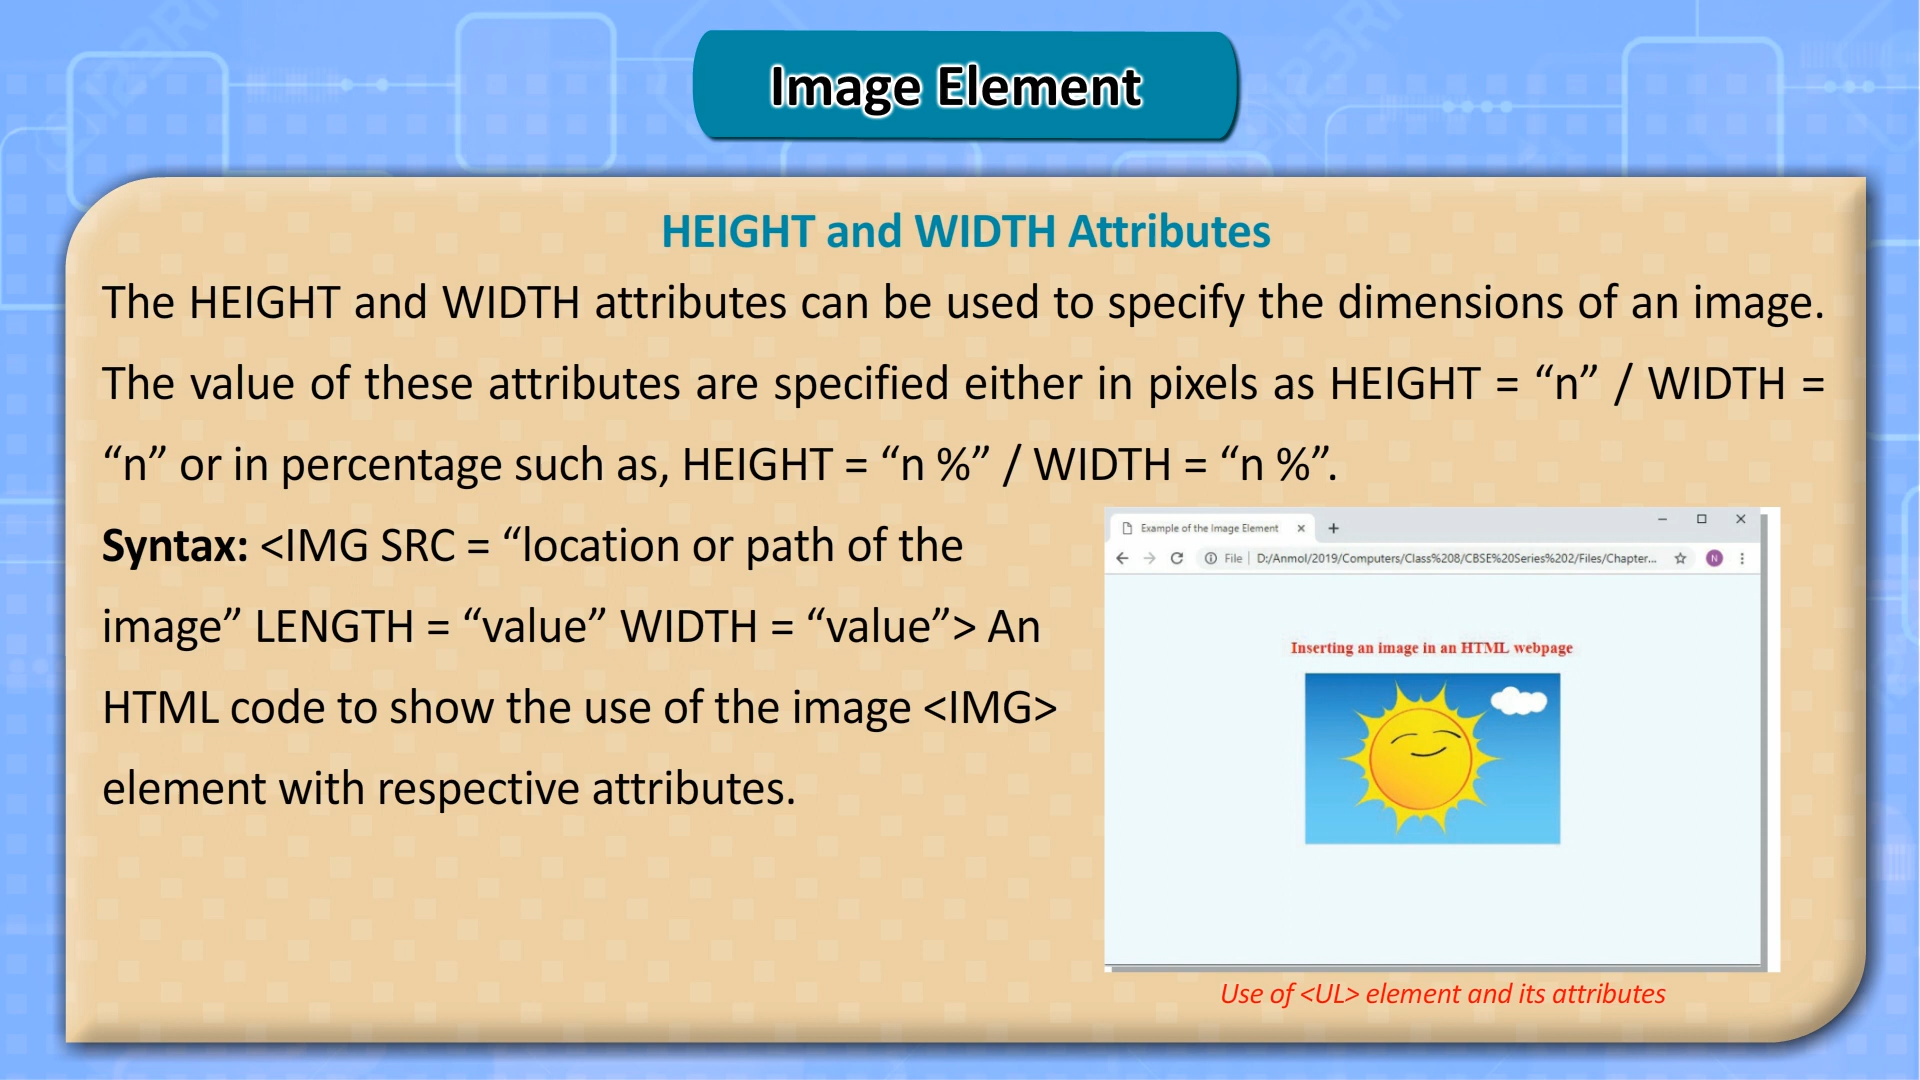 Image Element
HEIGHT and WIDTH Attributes
The HEIGHT and WIDTH attributes can be used to specify the dimensions of an image.
The value of these attributes are specified either in pixels as HEIGHT = “n” / WIDTH =
“n” or in percentage such as, HEIGHT = “n %” / WIDTH = “n %”.
Syntax: <IMG SRC = “location or path of the
image” LENGTH = “value” WIDTH = “value”> An
HTML code to show the use of the image <IMG>
element with respective attributes.
Example of the Image Element
File | D:/Anmol/2019/Computers/Class%208/CBSE%20Series%202/Files/Chapter...
N
Inserting an image in an HTML webpage
Use of <UL> element and its attributes